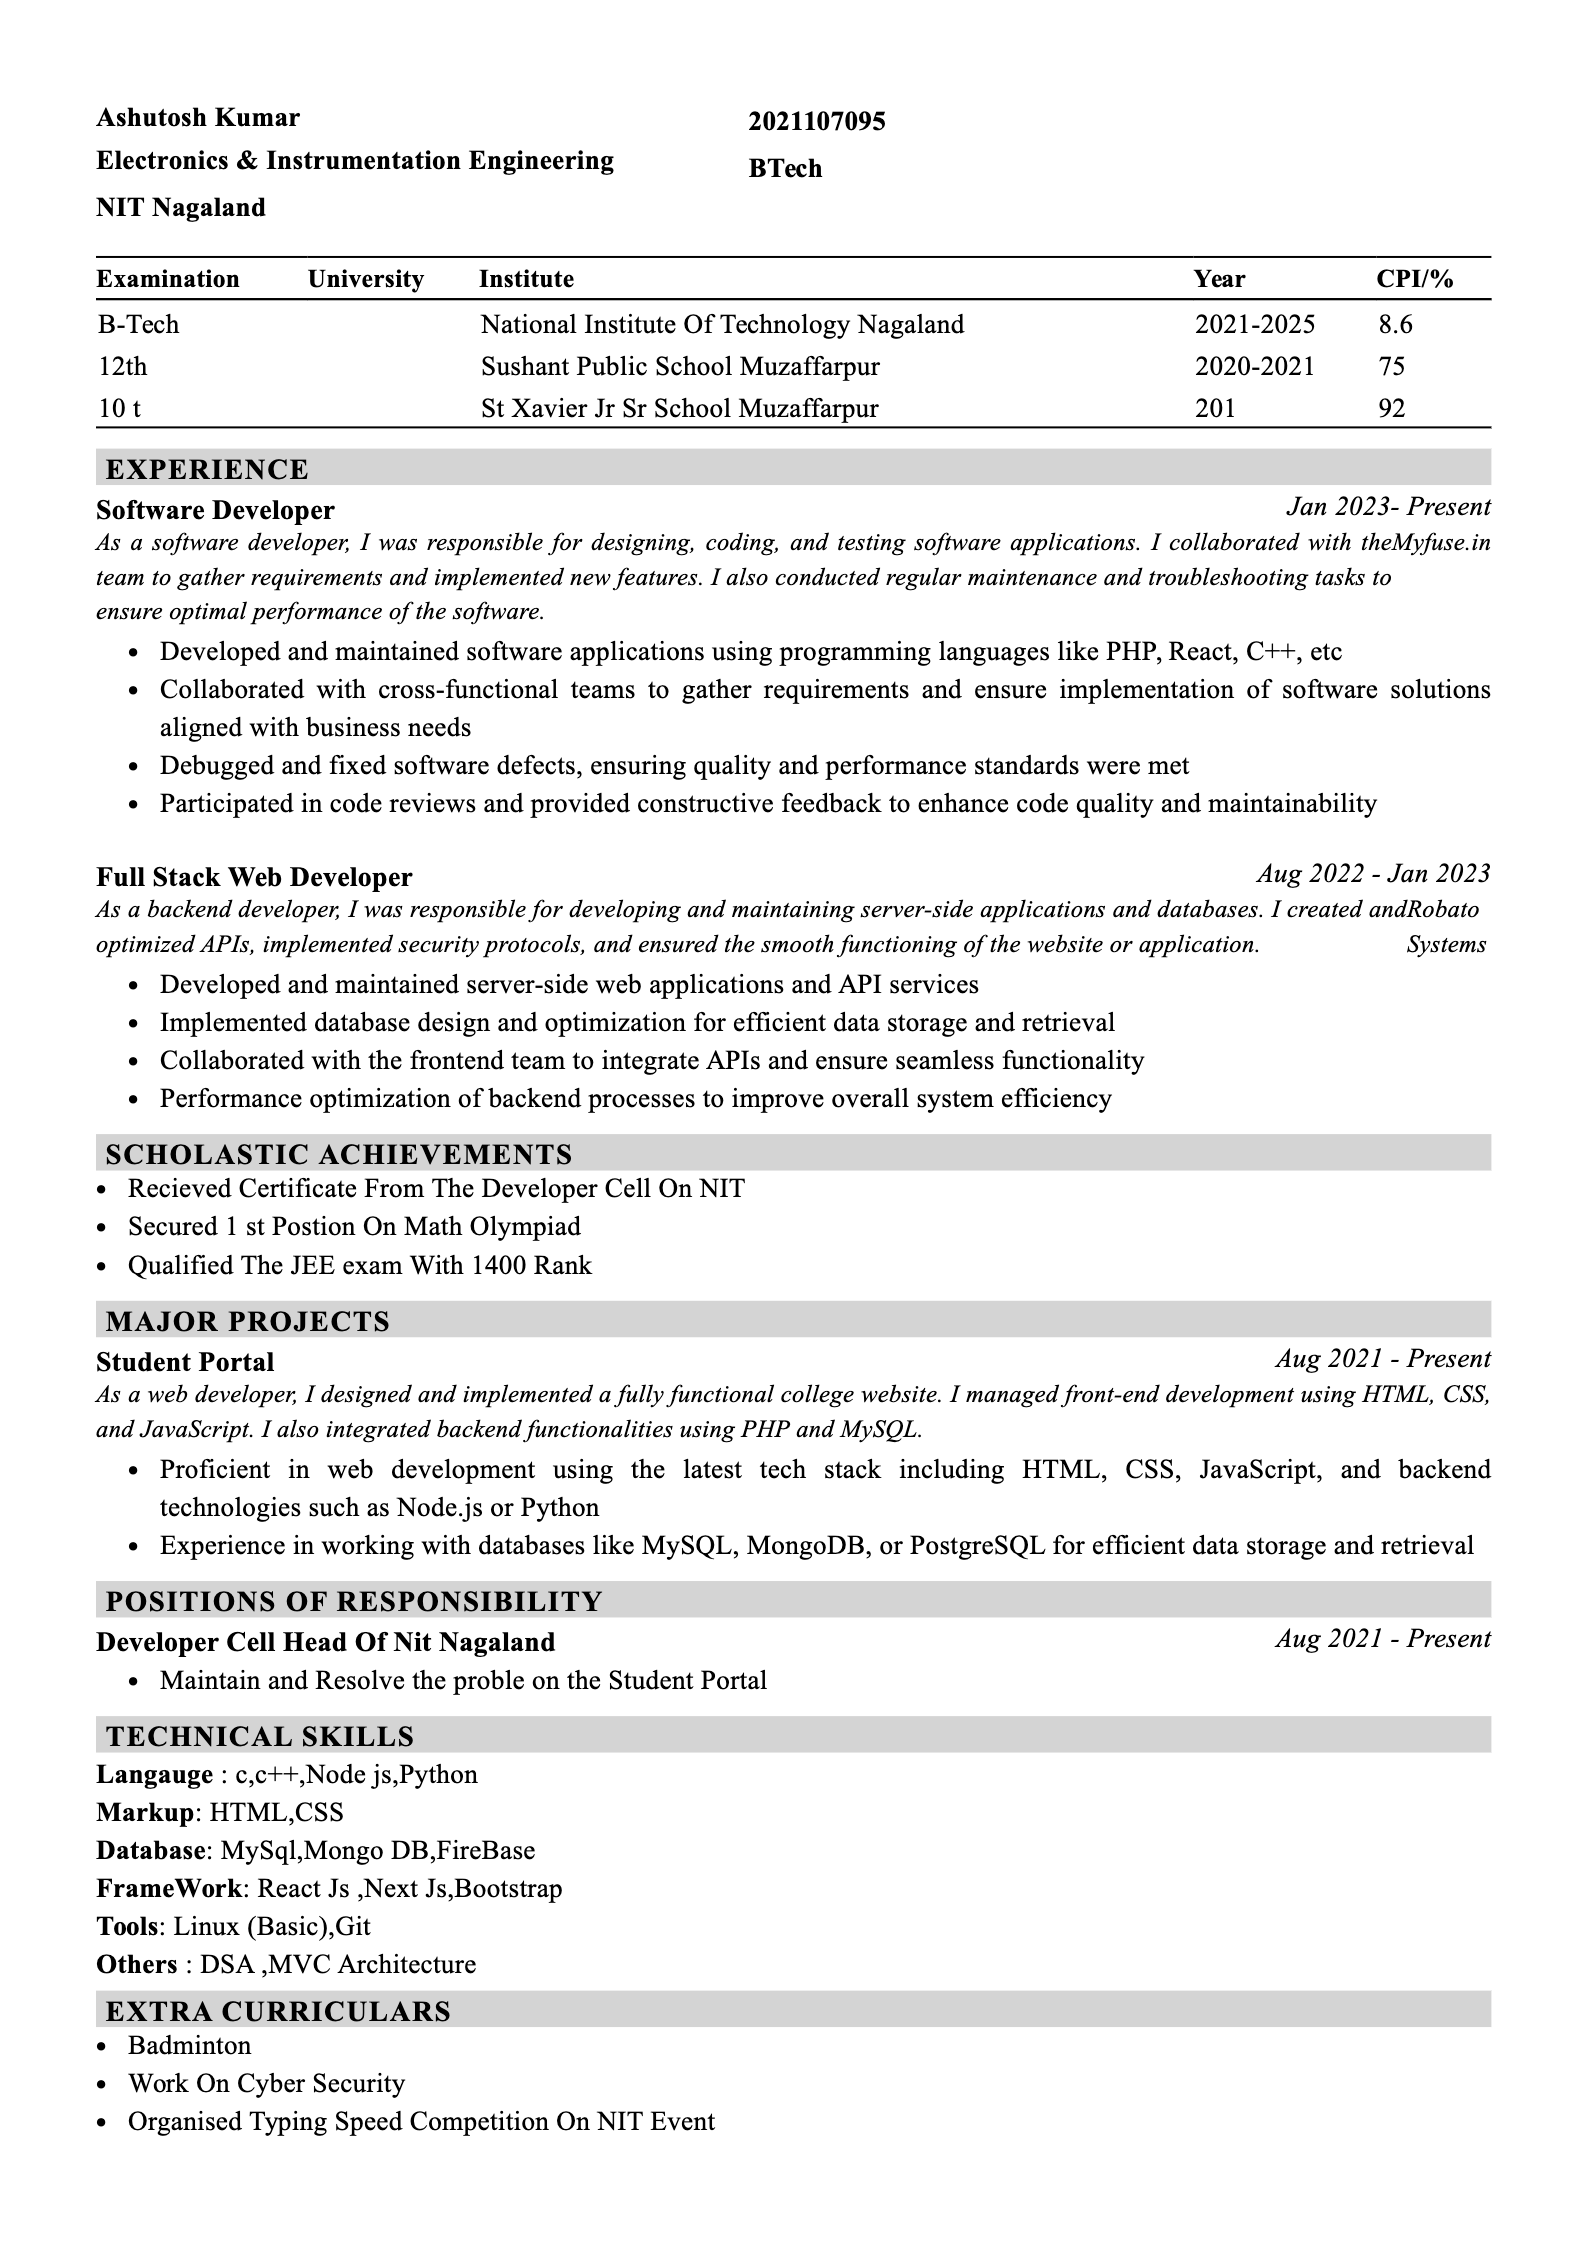 Ashutosh Kumar 2021107095
Electronics & Instrumentation Engineering BTech
NIT Nagaland
Examination University Institute Year CPI/%
B-Tech National Institute Of Technology Nagaland 2021-2025 8.6
12th Sushant Public School Muzaffarpur 2020-2021 75
10 t St Xavier Jr Sr School Muzaffarpur 201 92
EXPERIENCE
Software Developer Jan 2023- Present
As a software developer, I was responsible for designing, coding, and testing software applications. I collaborated with theMyfuse.in
team to gather requirements and implemented new features. I also conducted regular maintenance and troubleshooting tasks to
ensure optimal performance of the software.
• Developed and maintained software applications using programming languages like PHP, React, C++, etc
• Collaborated with cross-functional teams to gather requirements and ensure implementation of software solutions
aligned with business needs
• Debugged and fixed software defects, ensuring quality and performance standards were met
• Participated in code reviews and provided constructive feedback to enhance code quality and maintainability
Full Stack Web Developer Aug 2022 - Jan 2023
As a backend developer, I was responsible for developing and maintaining server-side applications and databases. I created andRobato
optimized APIs, implemented security protocols, and ensured the smooth functioning of the website or application. Systems
• Developed and maintained server-side web applications and API services
• Implemented database design and optimization for efficient data storage and retrieval
• Collaborated with the frontend team to integrate APIs and ensure seamless functionality
• Performance optimization of backend processes to improve overall system efficiency
SCHOLASTIC ACHIEVEMENTS
• Recieved Certificate From The Developer Cell On NIT
• Secured 1 st Postion On Math Olympiad
• Qualified The JEE exam With 1400 Rank
MAJOR PROJECTS
Student Portal Aug 2021 - Present
As a web developer, I designed and implemented a fully functional college website. I managed front-end development using HTML, CSS,
and JavaScript. I also integrated backend functionalities using PHP and MySQL.
• Proficient in web development using the latest tech stack including HTML, CSS, JavaScript, and backend
technologies such as Node.js or Python
• Experience in working with databases like MySQL, MongoDB, or PostgreSQL for efficient data storage and retrieval
POSITIONS OF RESPONSIBILITY
Developer Cell Head Of Nit Nagaland Aug 2021 - Present
• Maintain and Resolve the proble on the Student Portal
TECHNICAL SKILLS
Langauge : c,c++,Node js,Python
Markup: HTML,CSS
Database: MySql,Mongo DB,FireBase
FrameWork: React Js ,Next Js,Bootstrap
Tools: Linux (Basic),Git
Others : DSA ,MVC Architecture
EXTRA CURRICULARS
• Badminton
• Work On Cyber Security
• Organised Typing Speed Competition On NIT Event